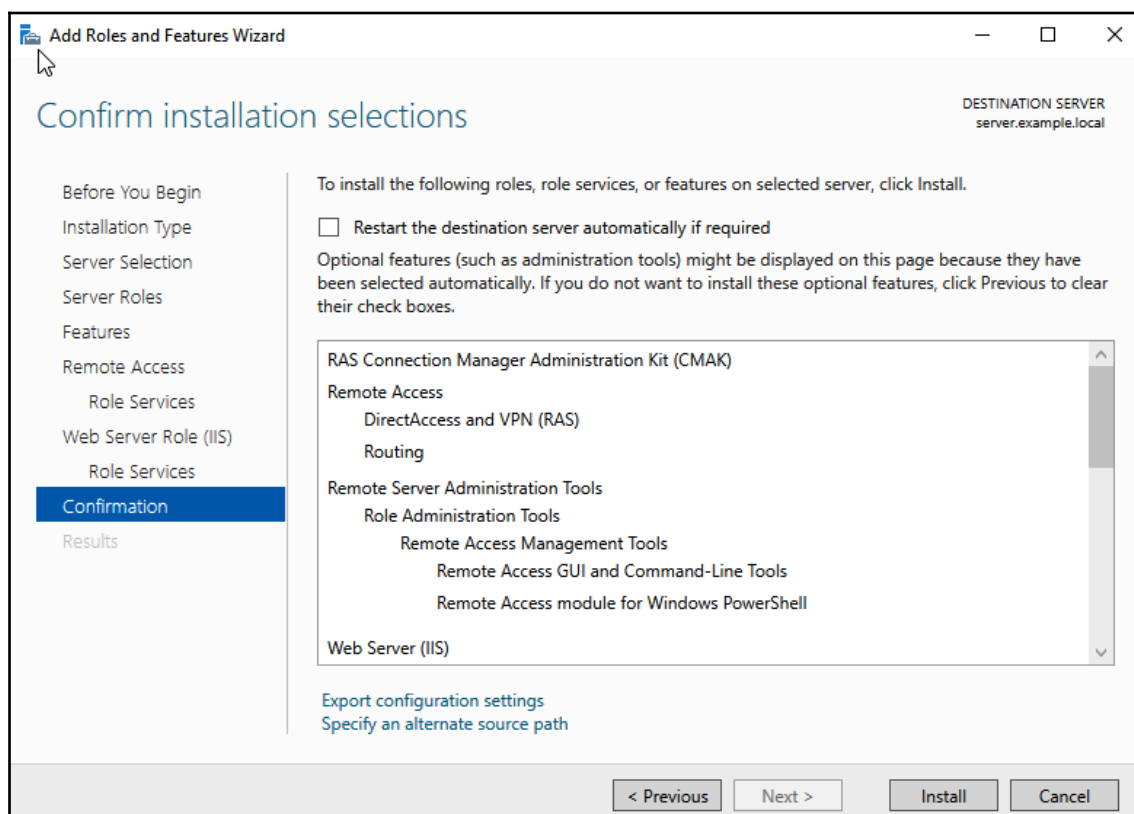 Add Roles and Features Wizard
Confirm installation selections
DESTINATION SERVER
server.example.local
Before You Begin
Installation Type
Server Selection
Server Roles
Features
Remote Access
Role Services
Web Server Role (IIS)
Role Services
Confirmation
Results
To install the following roles, role services, or features on selected server, click Install.
Restart the destination server automatically if required
Optional features (such as administration tools) might be displayed on this page because they have
been selected automatically. If you do not want to install these optional features, click Previous to clear
their check boxes.
RAS Connection Manager Administration Kit (CMAK)
Remote Access
DirectAccess and VPN (RAS)
Routing
Remote Server Administration Tools
Role Administration Tools
Remote Access Management Tools
Remote Access GUI and Command-Line Tools
Remote Access module for Windows PowerShell
Web Server (IIS)
Export configuration settings
Specify an alternate source path
< Previous
Next >
Install
Cancel